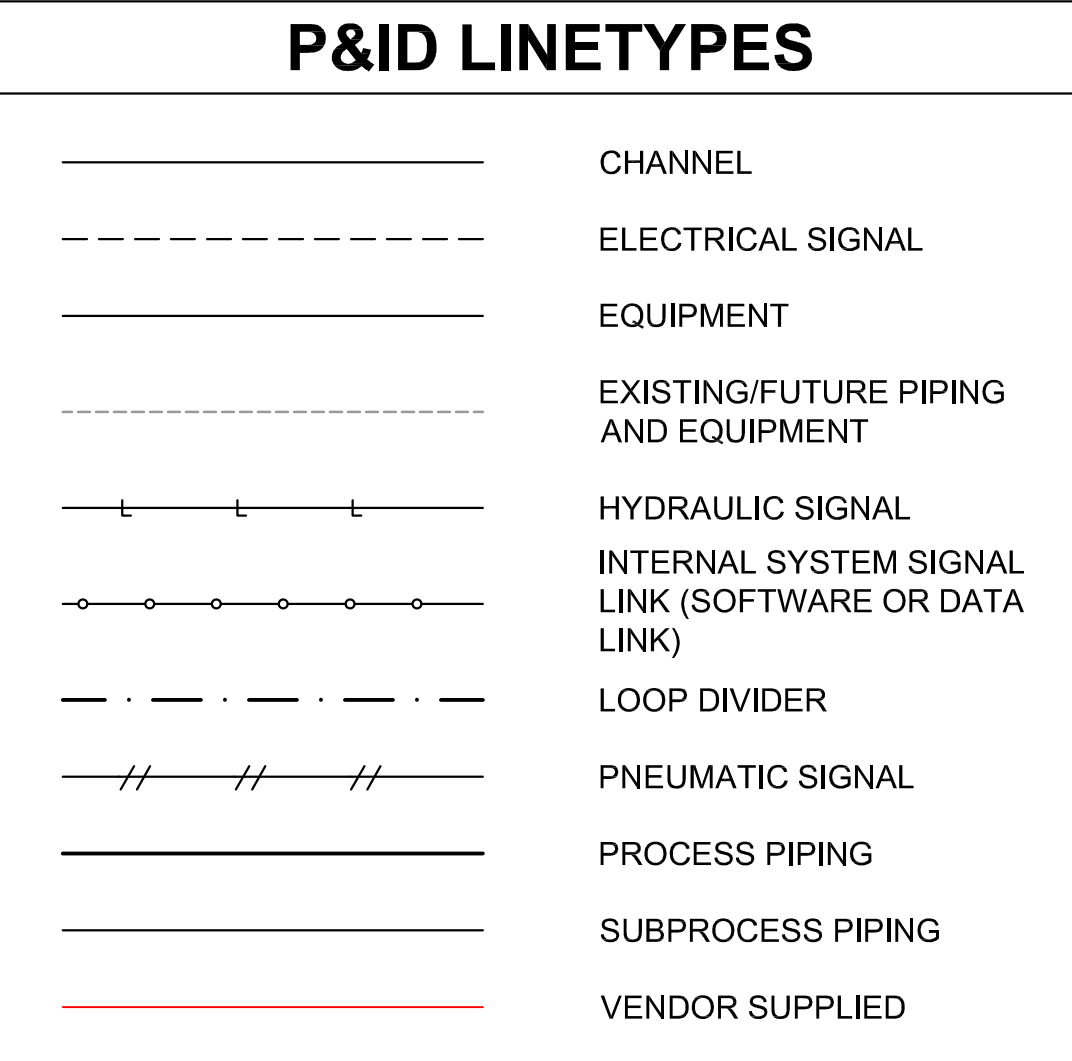 P&ID LINETYPES
CHANNEL
ELECTRICAL SIGNAL
EQUIPMENT
EXISTING/FUTURE PIPING
AND EQUIPMENT
HYDRAULIC SIGNAL
INTERNAL SYSTEM SIGNAL
LINK (SOFTWARE OR DATA
LINK)
LOOP DIVIDER
PNEUMATIC SIGNAL
PROCESS PIPING
SUBPROCESS PIPING
VENDOR SUPPLIED